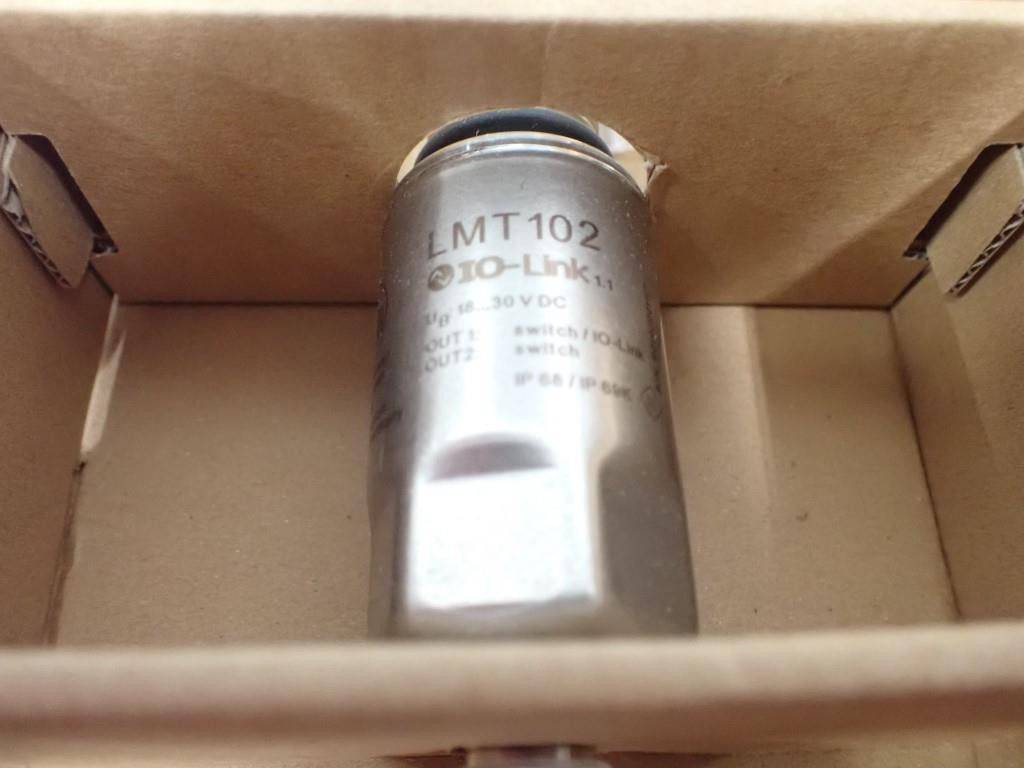 LMT102
IO-Link 1.1
UB: 18...30 V DC
OUT 1: switch / IO-Link
OUT2: switch
IP 68 / IP 69K